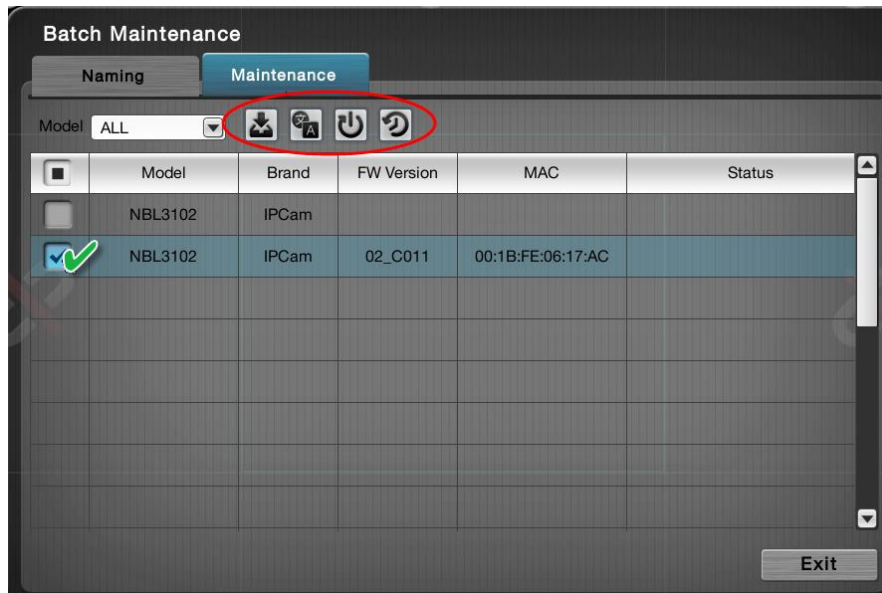 Batch Maintenance
Naming Maintenance
Model ALL
Model Brand FW Version MAC Status
NBL3102 IPCam
NBL3102 IPCam 02_C011 00:1B:FE:06:17:AC
Exit